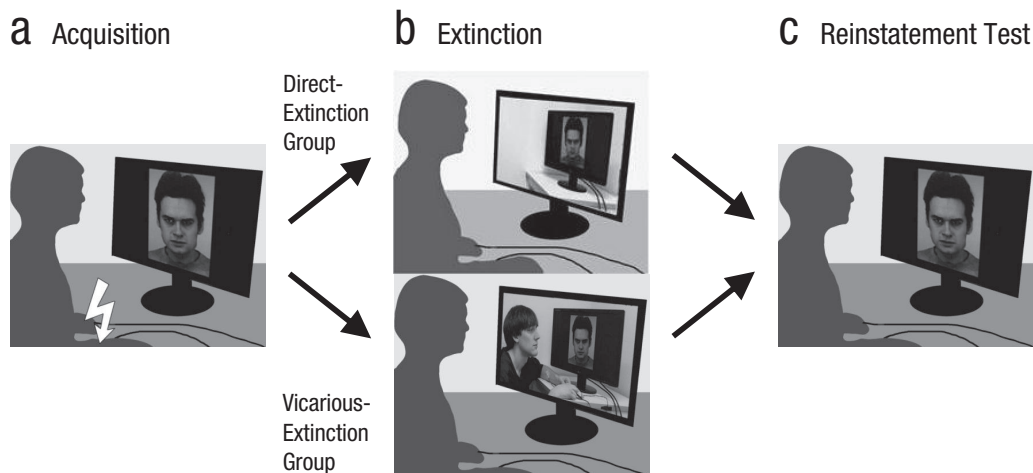 a Acquisition
b Extinction
c Reinstatement Test
Direct-
Extinction
Group
Vicarious-
Extinction
Group